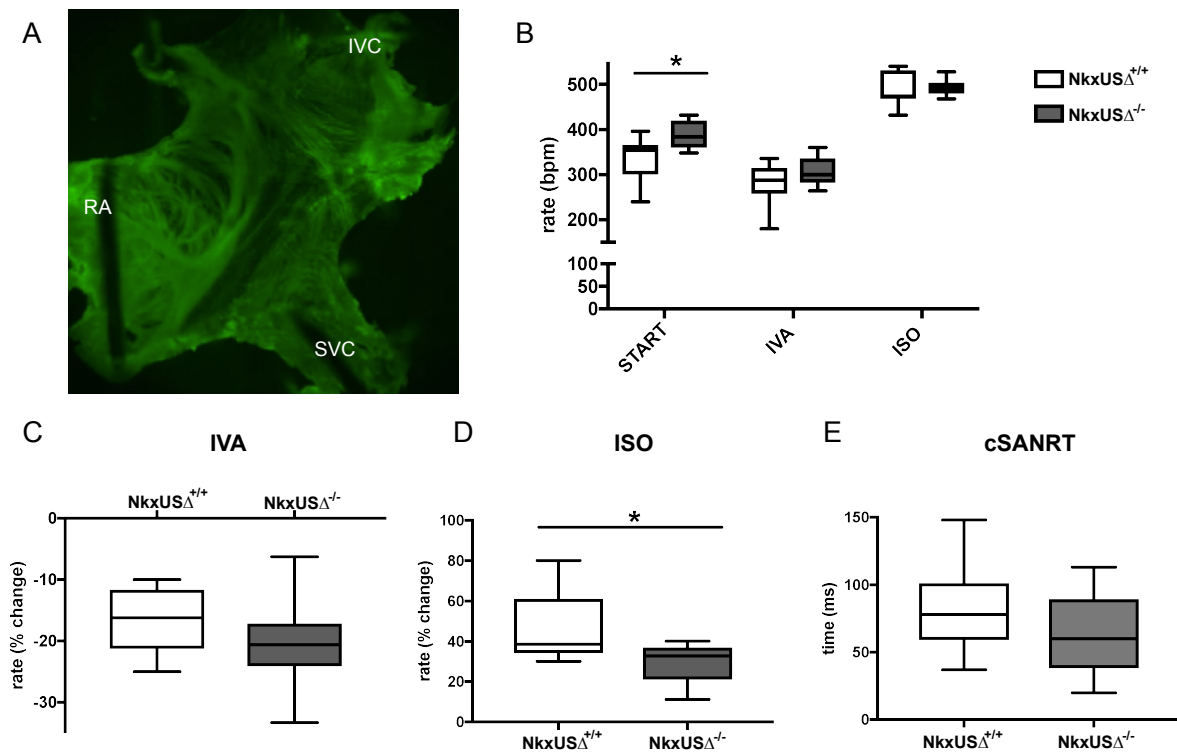 A
IVC
RA
SVC
B
*
rate (bpm)
500
400
300
200
100
50
0
START
IVA
ISO
NkxUSΔ+/+
NkxUSΔ-/-
C
IVA
NkxUSΔ+/+
NkxUSΔ-/-
rate (% change)
0
-10
-20
-30
D
ISO
*
rate (% change)
100
80
60
40
20
0
NkxUSΔ+/+
NkxUSΔ-/-
E
cSANRT
time (ms)
150
100
50
0
NkxUSΔ+/+
NkxUSΔ-/-